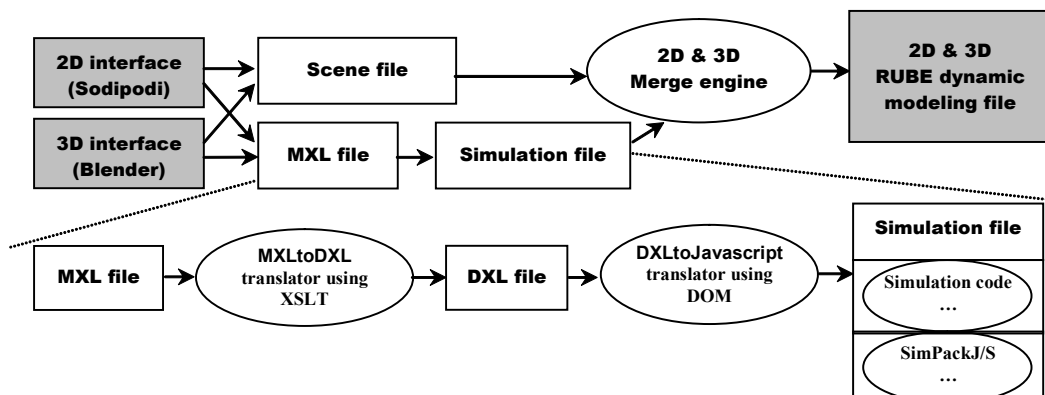 2D interface
(Sodipodi)
Scene file
2D & 3D
Merge engine
2D & 3D
RUBE dynamic
modeling file
3D interface
(Blender)
MXL file
Simulation file
MXL file
MXLtoDXL
translator using
XSLT
DXL file
DXLtoJavascript
translator using
DOM
Simulation file
Simulation code
…
SimPackJ/S
…